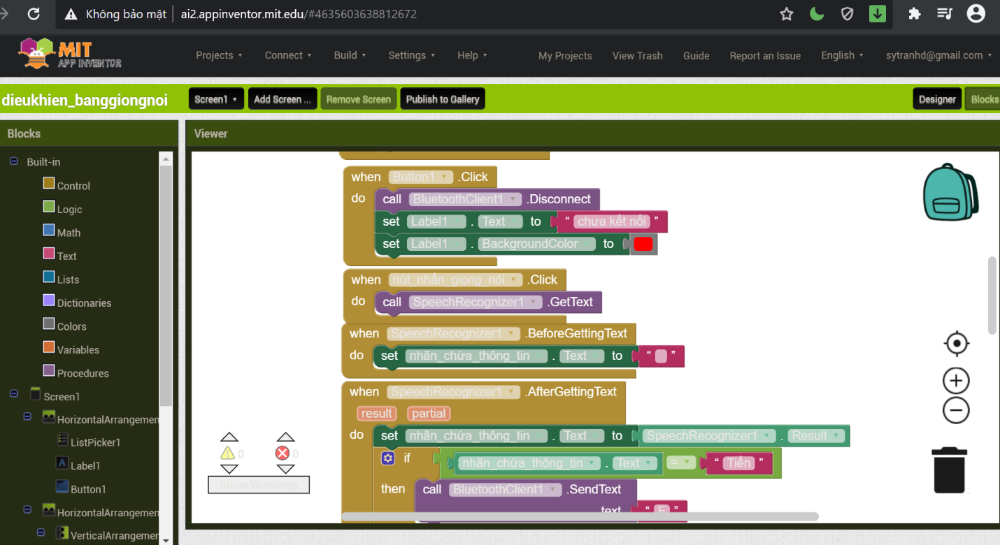 Không bảo mật ai2.appinventor.mit.edu/#4635603638812672
MIT
APP INVENTOR
Projects Connect Build Settings Help My Projects View Trash Guide Report an Issue English sytranhd@gmail.com
dieukhien_banggiongnoi Screen1 Add Screen ... Remove Screen Publish to Gallery Designer Blocks
Blocks
Viewer
Built-in
Control
Logic
Math
Text
Lists
Dictionaries
Colors
Variables
Procedures
Screen1
HorizontalArrangemen
ListPicker1
Label1
Button1
HorizontalArrangemen
VerticalArrangemer
when Button1 .Click
do call BluetoothClient1 .Disconnect
set Label1 . Text to “ chưa kết nối ”
set Label1 . BackgroundColor to
when nút_nhấn_giọng_nói .Click
do call SpeechRecognizer1 .GetText
when SpeechRecognizer1 .BeforeGettingText
do set nhãn_chứa_thông_tin . Text to “ ”
when SpeechRecognizer1 .AfterGettingText
result partial
do set nhãn_chứa_thông_tin . Text to SpeechRecognizer1 . Result
if nhãn_chứa_thông_tin . Text = “ Tiến ”
then call BluetoothClient1 .SendText
text “ F ”
0 0
Show Warnings